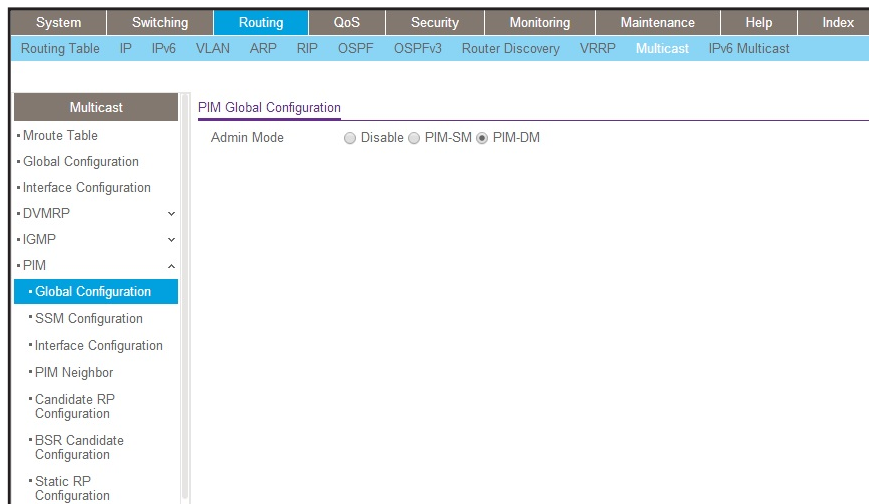 System Switching Routing QoS Security Monitoring Maintenance Help Index
Routing Table IP IPv6 VLAN ARP RIP OSPF OSPFv3 Router Discovery VRRP Multicast IPv6 Multicast
Multicast
Mroute Table
Global Configuration
Interface Configuration
DVMRP
IGMP
PIM
Global Configuration
SSM Configuration
Interface Configuration
PIM Neighbor
Candidate RP
Configuration
BSR Candidate
Configuration
Static RP
Configuration
PIM Global Configuration
Admin Mode Disable PIM-SM PIM-DM